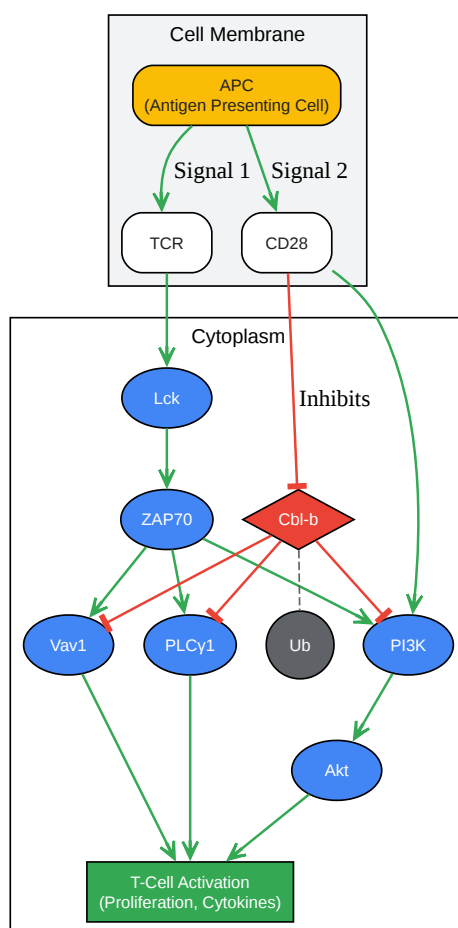 Cell Membrane
APC
(Antigen Presenting Cell)
Signal 1
Signal 2
TCR
CD28
Cytoplasm
Lck
Inhibits
ZAP70
Cbl-b
Vav1
PLCγ1
Ub
PI3K
Akt
T-Cell Activation
(Proliferation, Cytokines)